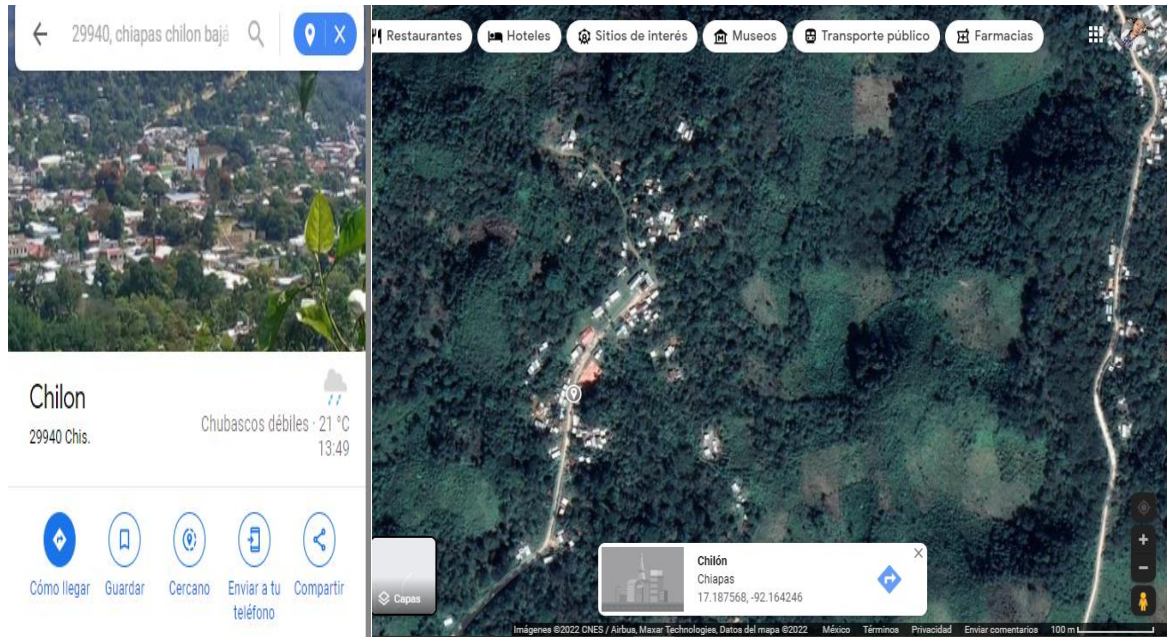 29940, chiapas chilon bajá
Chilon
29940 Chis.
Chubascos débiles · 21 °C
13:49
Cómo llegar
Guardar
Cercano
Enviar a tu
teléfono
Compartir
Restaurantes
Hoteles
Sitios de interés
Museos
Transporte público
Farmacias
Capas
Chilón
Chiapas
17.187568, -92.164246
Imágenes ©2022 CNES / Airbus, Maxar Technologies, Datos del mapa ©2022 México Términos Privacidad Enviar comentarios 100 m